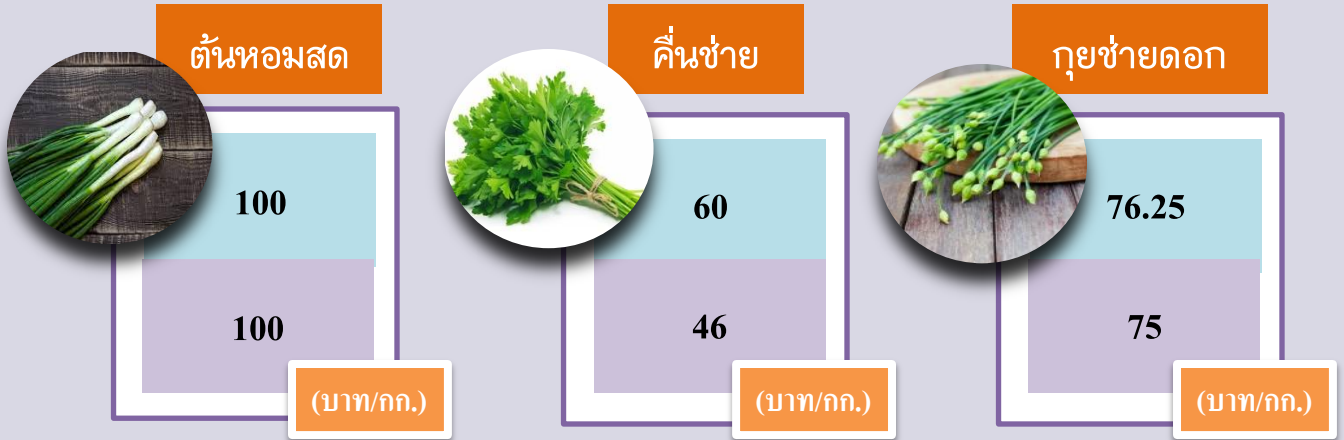 ต้นหอมสด
100
100
(บาท/กก.)
คื่นช่าย
60
46
(บาท/กก.)
กุยช่ายดอก
76.25
75
(บาท/กก.)